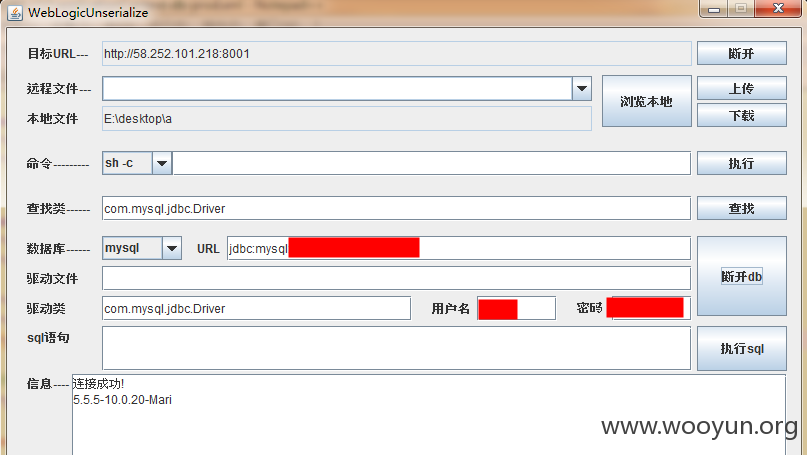 WebLogicUnserialize
目标URL--- http://58.252.101.218:8001 断开
远程文件--- 浏览本地 上传
本地文件 E:\desktop\a 下载
命令--------- sh -c 执行
查找类------ com.mysql.jdbc.Driver 查找
数据库------ mysql URL jdbc:mysql
驱动文件 断开db
驱动类 com.mysql.jdbc.Driver 用户名 密码
sql语句 执行sql
信息---- 连接成功!
5.5.5-10.0.20-Mari
www.wooyun.org